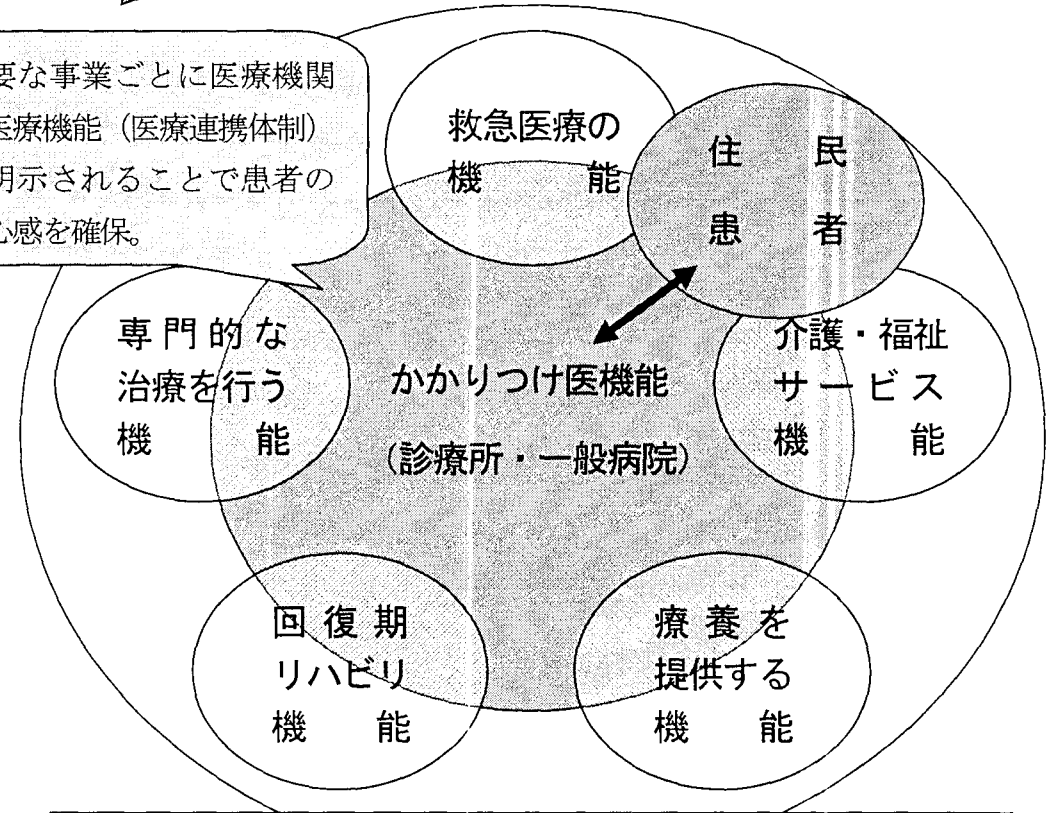 要な事業ごとに医療機関
医療機能（医療連携体制）
明示されることで患者の
心感を確保。
救急医療の
機能
住民
患者
専門的な
治療を行う
機能
かかりつけ医機能
（診療所・一般病院）
介護・福祉
サービス
機能
回復期
リハビリ
機能
療養を
提供する
機能